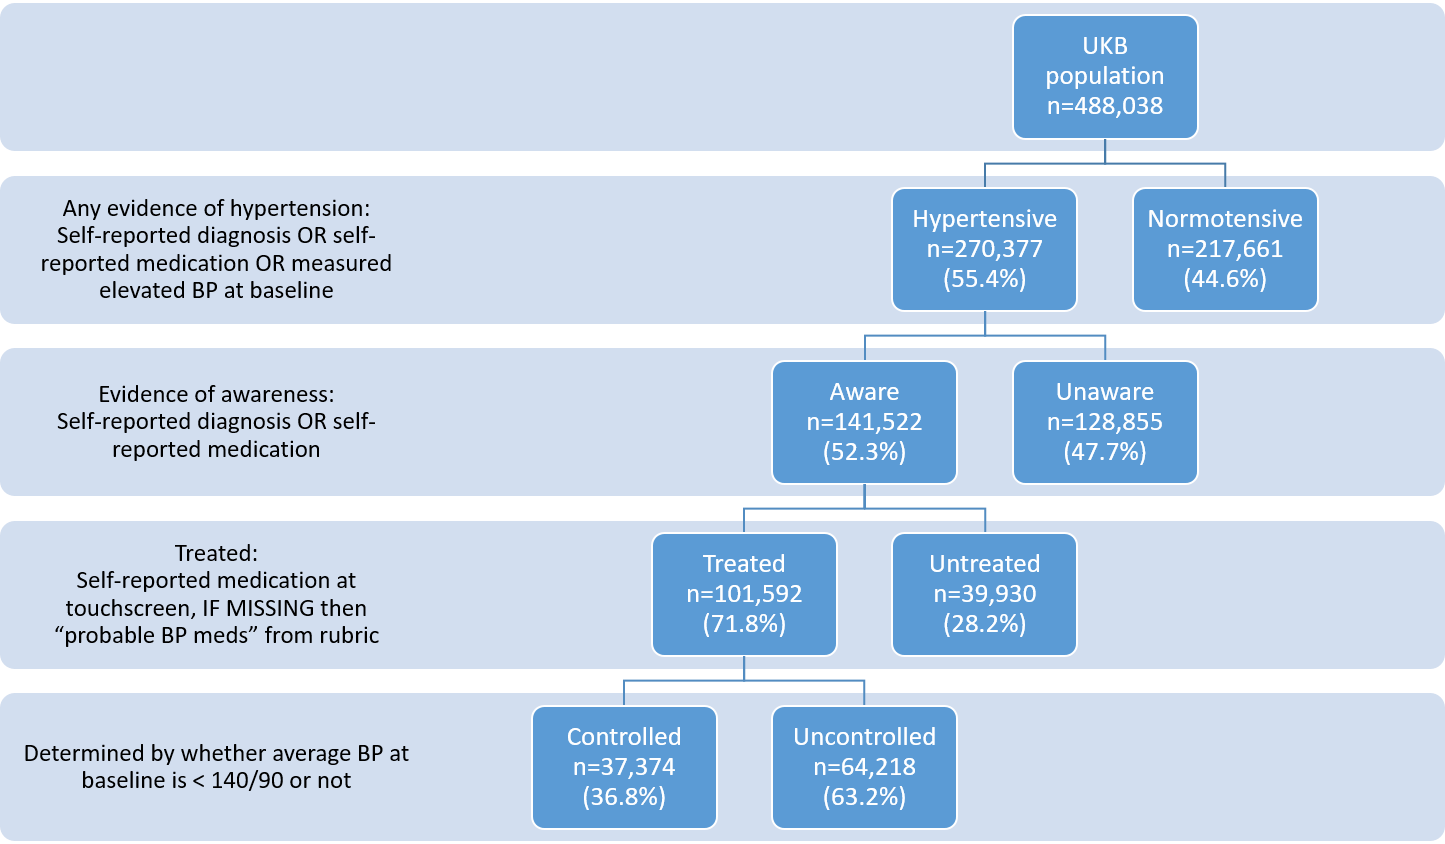 UKB
population
n=488,038
Any evidence of hypertension:
Self-reported diagnosis OR self-
reported medication OR measured
elevated BP at baseline
Hypertensive
n=270,377
(55.4%)
Normotensive
n=217,661
(44.6%)
Evidence of awareness:
Self-reported diagnosis OR self-
reported medication
Aware
n=141,522
(52.3%)
Unaware
n=128,855
(47.7%)
Treated:
Self-reported medication at
touchscreen, IF MISSING then
“probable BP meds” from rubric
Treated
n=101,592
(71.8%)
Untreated
n=39,930
(28.2%)
Determined by whether average BP at
baseline is < 140/90 or not
Controlled
n=37,374
(36.8%)
Uncontrolled
n=64,218
(63.2%)